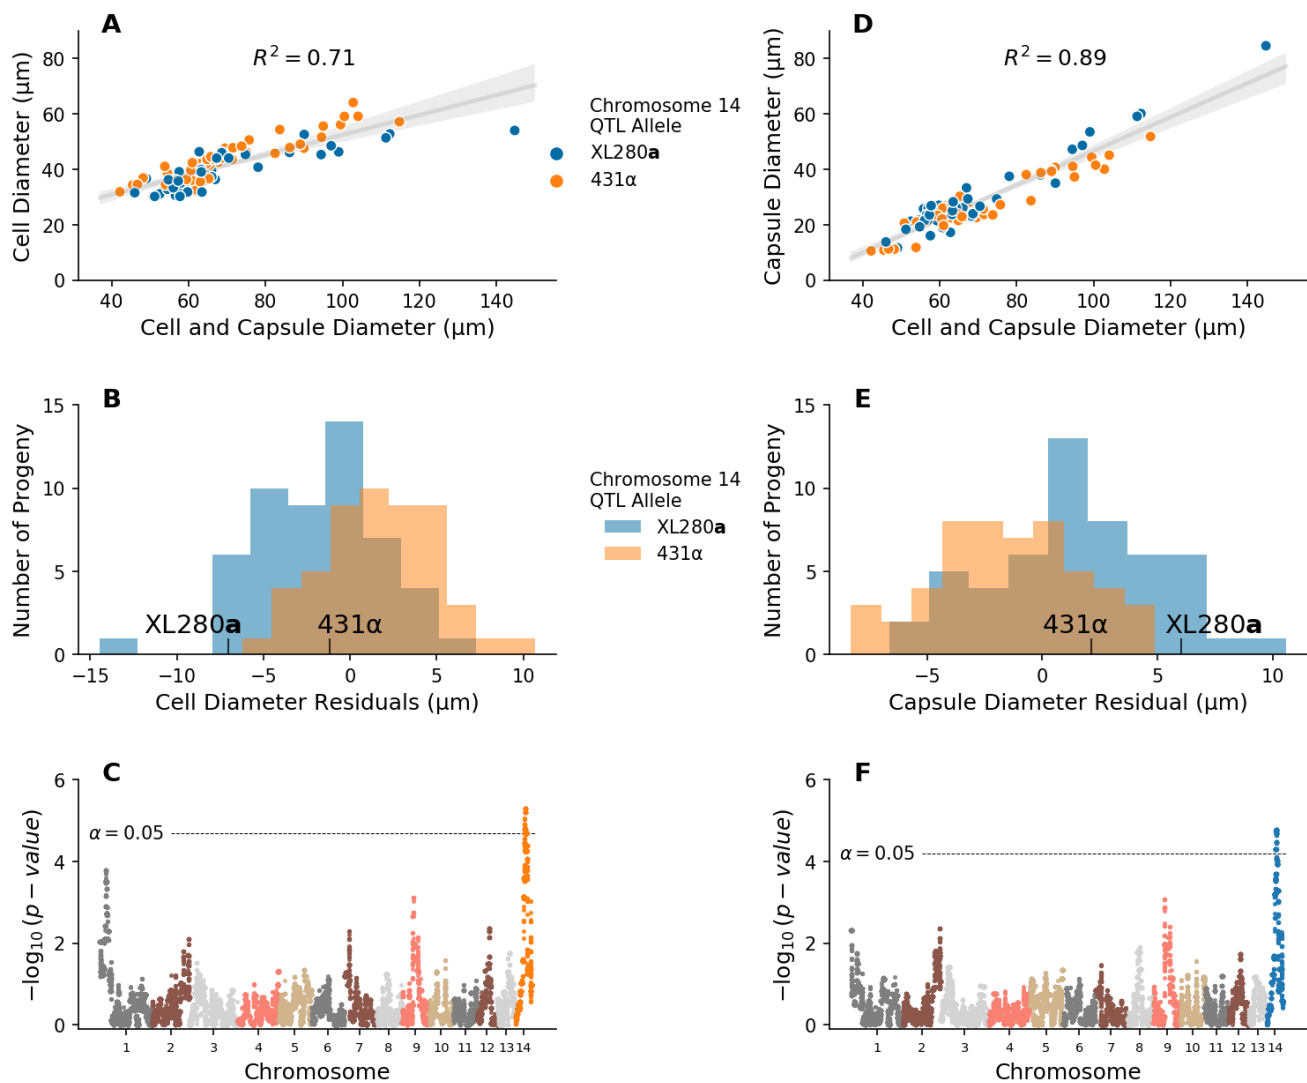 A
R² = 0.71
Cell Diameter (μm)
80
60
40
20
0
40 60 80 100 120 140
Cell and Capsule Diameter (μm)
Chromosome 14
QTL Allele
XL280a
431α
D
R² = 0.89
Capsule Diameter (μm)
80
60
40
20
0
40 60 80 100 120 140
Cell and Capsule Diameter (μm)
B
Number of Progeny
15
10
5
0
XL280a 431α
−15 −10 −5 0 5 10
Cell Diameter Residuals (μm)
Chromosome 14
QTL Allele
XL280a
431α
E
Number of Progeny
15
10
5
0
431α XL280a
−5 0 5 10
Capsule Diameter Residual (μm)
C
−log₁₀(p − value)
6
4
2
0
α = 0.05
1 2 3 4 5 6 7 8 9 10 11 12 13 14
Chromosome
F
−log₁₀(p − value)
6
4
2
0
α = 0.05
1 2 3 4 5 6 7 8 9 10 11 12 13 14
Chromosome